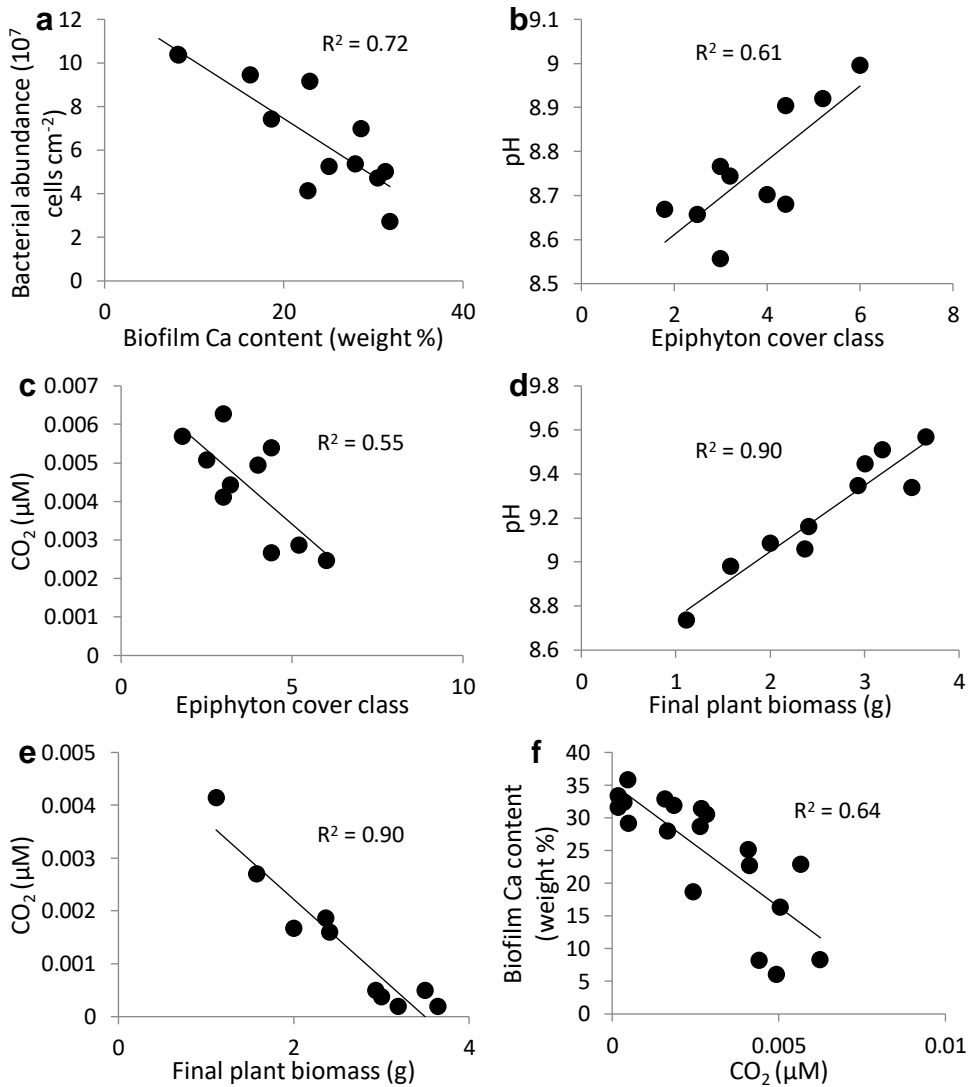 a
R² = 0.72
Bacterial abundance (10⁷
cells cm⁻²
12
10
8
6
4
2
0
0 20 40
Biofilm Ca content (weight %)
b
R² = 0.61
pH
9.1
9
8.9
8.8
8.7
8.6
8.5
0 2 4 6 8
Epiphyton cover class
c
R² = 0.55
CO₂ (µM)
0.007
0.006
0.005
0.004
0.003
0.002
0.001
0
0 5 10
Epiphyton cover class
d
R² = 0.90
pH
9.8
9.6
9.4
9.2
9
8.8
8.6
0 1 2 3 4
Final plant biomass (g)
e
R² = 0.90
CO₂ (µM)
0.005
0.004
0.003
0.002
0.001
0
0 2 4
Final plant biomass (g)
f
R² = 0.64
Biofilm Ca content
(weight %)
40
35
30
25
20
15
10
5
0
0 0.005 0.01
CO₂ (µM)